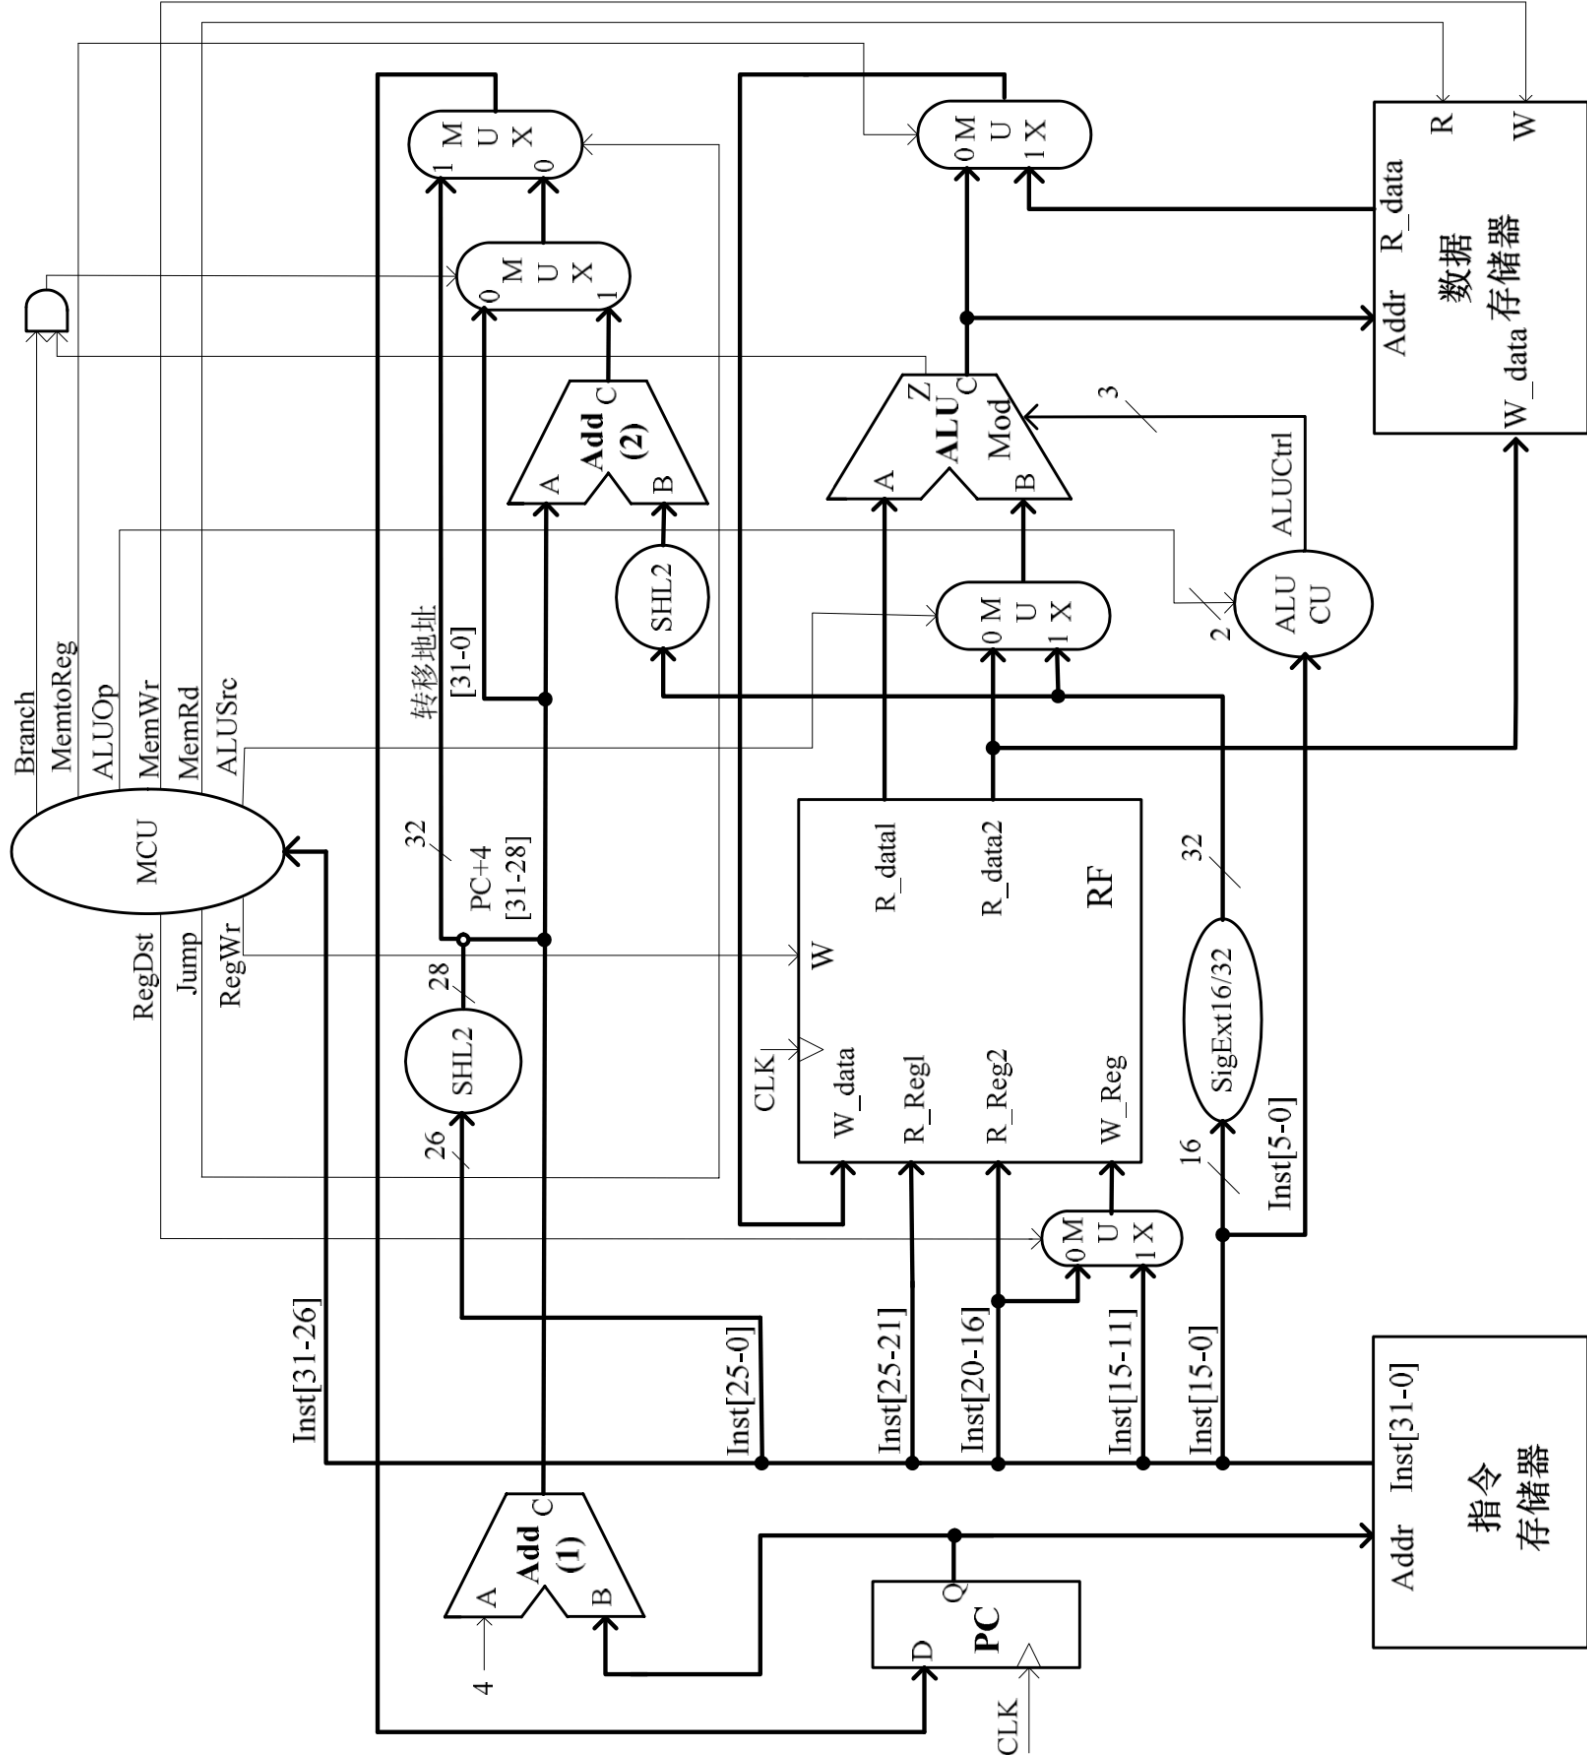 Branch
MemtoReg
ALUOp
MemWr
MemRd
ALUSrc
MCU
RegDst
Jump
RegWr
Inst[31-26]
4
A
B
C
Add
(1)
26
SHL2
28
32
PC+4
[31-28]
转移地址
[31-0]
SHL2
A
B
C
Add
(2)
0
M
U
X
1
1
M
U
X
0
Inst[25-0]
CLK
D
Q
PC
CLK
W
W_data
R_Reg1
R_Reg2
W_Reg
R_data1
R_data2
RF
Inst[25-21]
Inst[20-16]
Inst[15-11]
Inst[15-0]
0 M
U
1 X
0 M
U
1 X
A
B
Z
C
ALU
Mod
0 M
U
1 X
16
SigExt16/32
32
Inst[5-0]
2
ALU
CU
ALUCtrl
3
Addr
Inst[31-0]
指令
存储器
W_data
Addr
R_data
R
W
数据
存储器